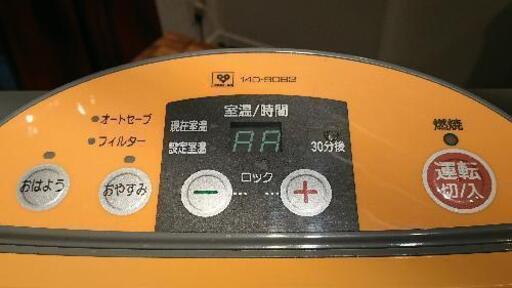 140-9082
室温/時間
オートセーブ
フィルター
現在室温
設定室温
AA
30分後
燃焼
おはよう
おやすみ
ロック
運転
切/入